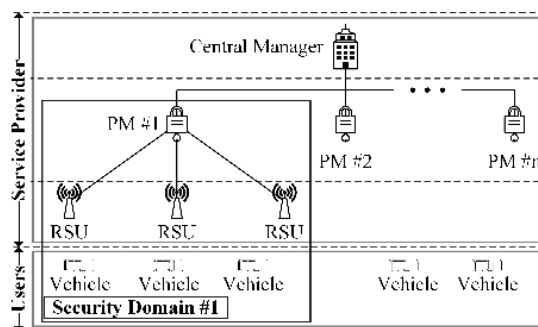 Central Manager
PM #1
PM #2
PM #n
RSU RSU RSU
Vehicle Vehicle Vehicle Vehicle Vehicle
Security Domain #1
Service Provider
Users